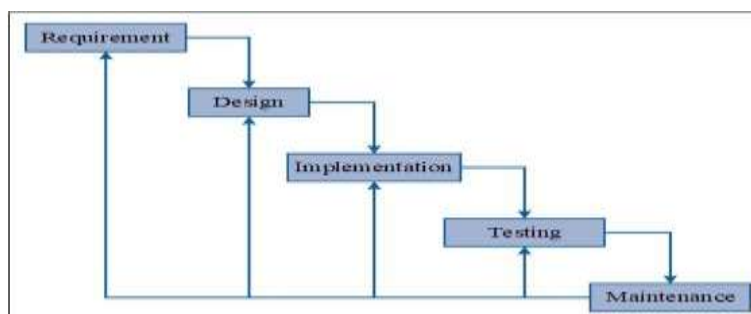 Requirement
Design
Implementation
Testing
Maintenance